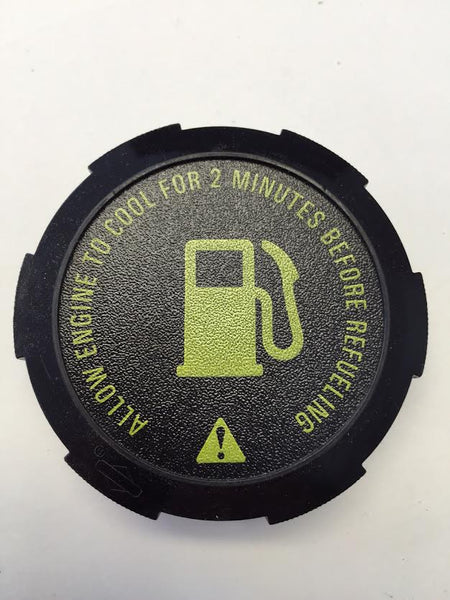 ALLOW ENGINE TO COOL FOR 2 MINUTES BEFORE REFUELING